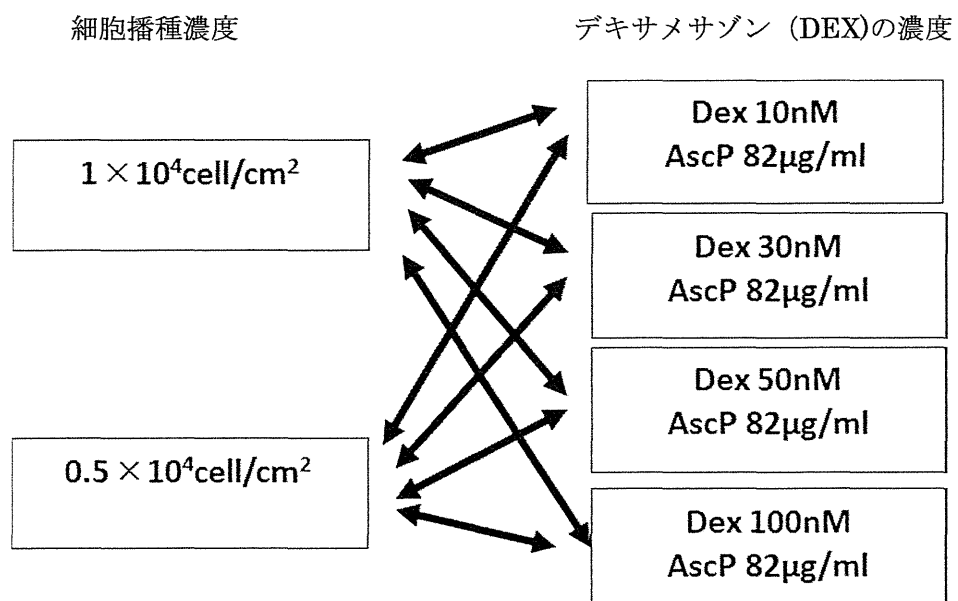 細胞播種濃度
デキサメサゾン (DEX)の濃度
1×10⁴cell/cm²
0.5×10⁴cell/cm²
Dex 10nM
AscP 82μg/ml
Dex 30nM
AscP 82μg/ml
Dex 50nM
AscP 82μg/ml
Dex 100nM
AscP 82μg/ml